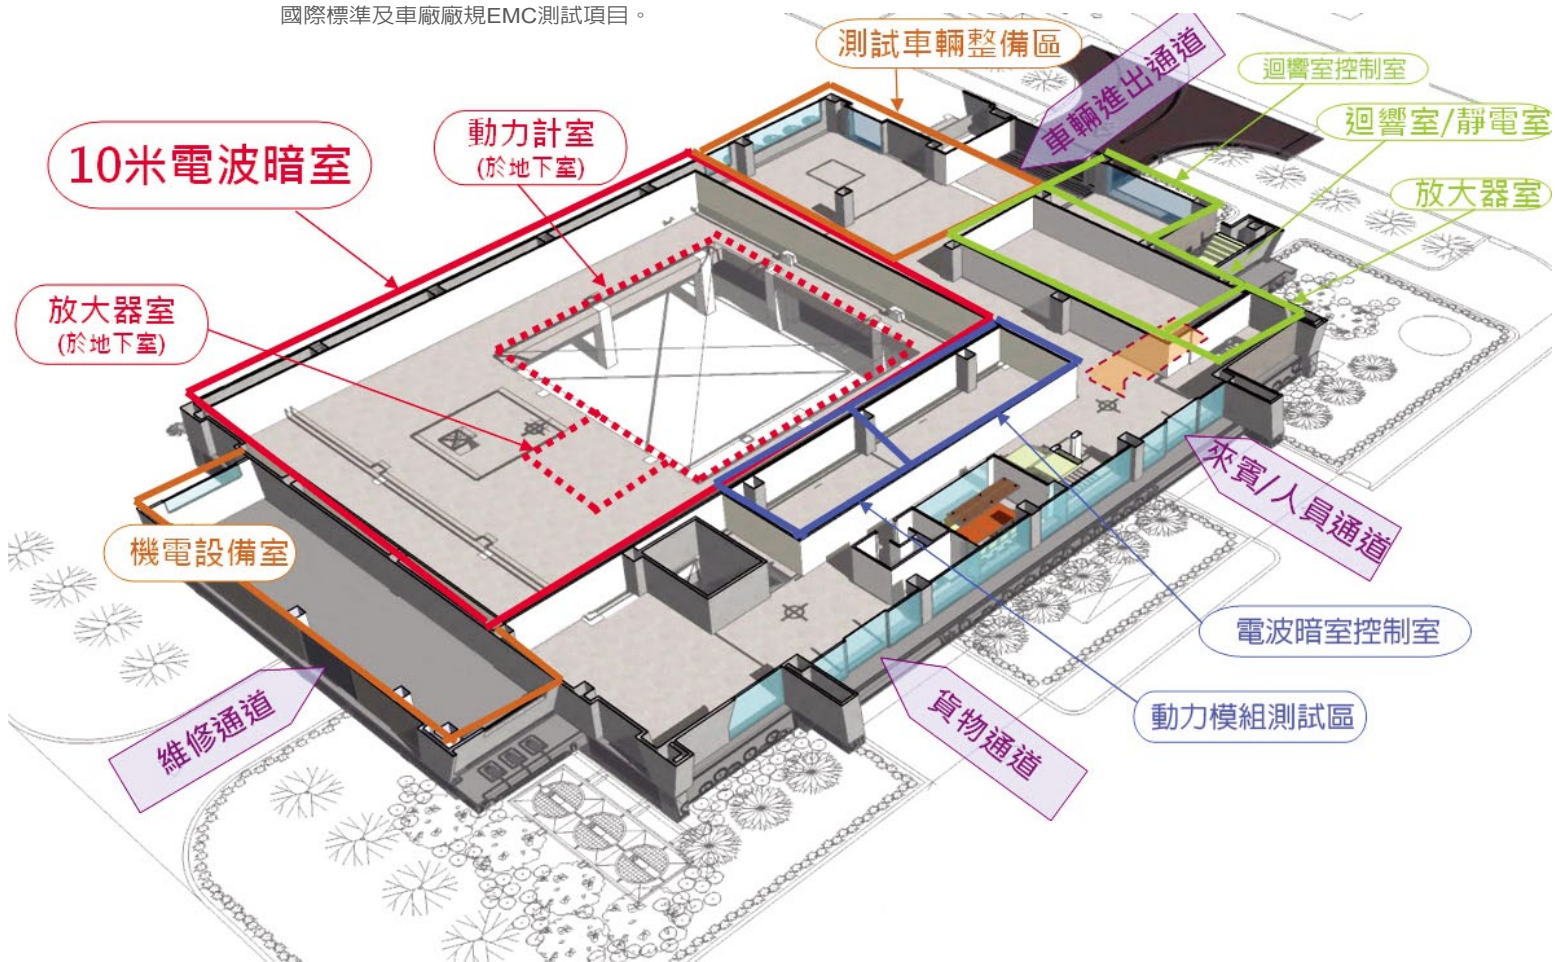 國際標準及車廠廠規EMC測試項目。
測試車輛整備區
車輛進出通道
迴響室控制室
迴響室/靜電室
放大器室
10米電波暗室
動力計室
(於地下室)
放大器室
(於地下室)
機電設備室
維修通道
來賓/人員通道
電波暗室控制室
動力模組測試區
貨物通道